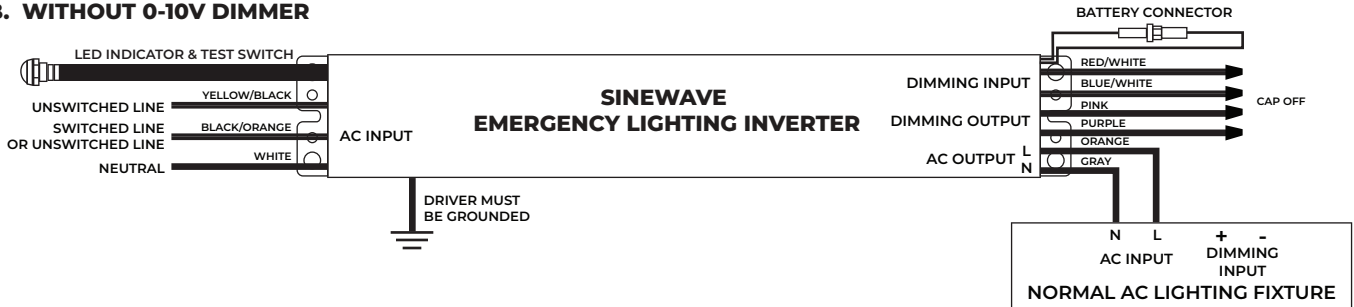 B. WITHOUT 0-10V DIMMER
BATTERY CONNECTOR
LED INDICATOR & TEST SWITCH
YELLOW/BLACK
UNSWITCHED LINE
BLACK/ORANGE
SWITCHED LINE
OR UNSWITCHED LINE
WHITE
NEUTRAL
AC INPUT
SINEWAVE
EMERGENCY LIGHTING INVERTER
DIMMING INPUT
DIMMING OUTPUT
AC OUTPUT L
N
RED/WHITE
BLUE/WHITE
PINK
PURPLE
ORANGE
GRAY
CAP OFF
DRIVER MUST
BE GROUNDED
N L + -
AC INPUT DIMMING
INPUT
NORMAL AC LIGHTING FIXTURE